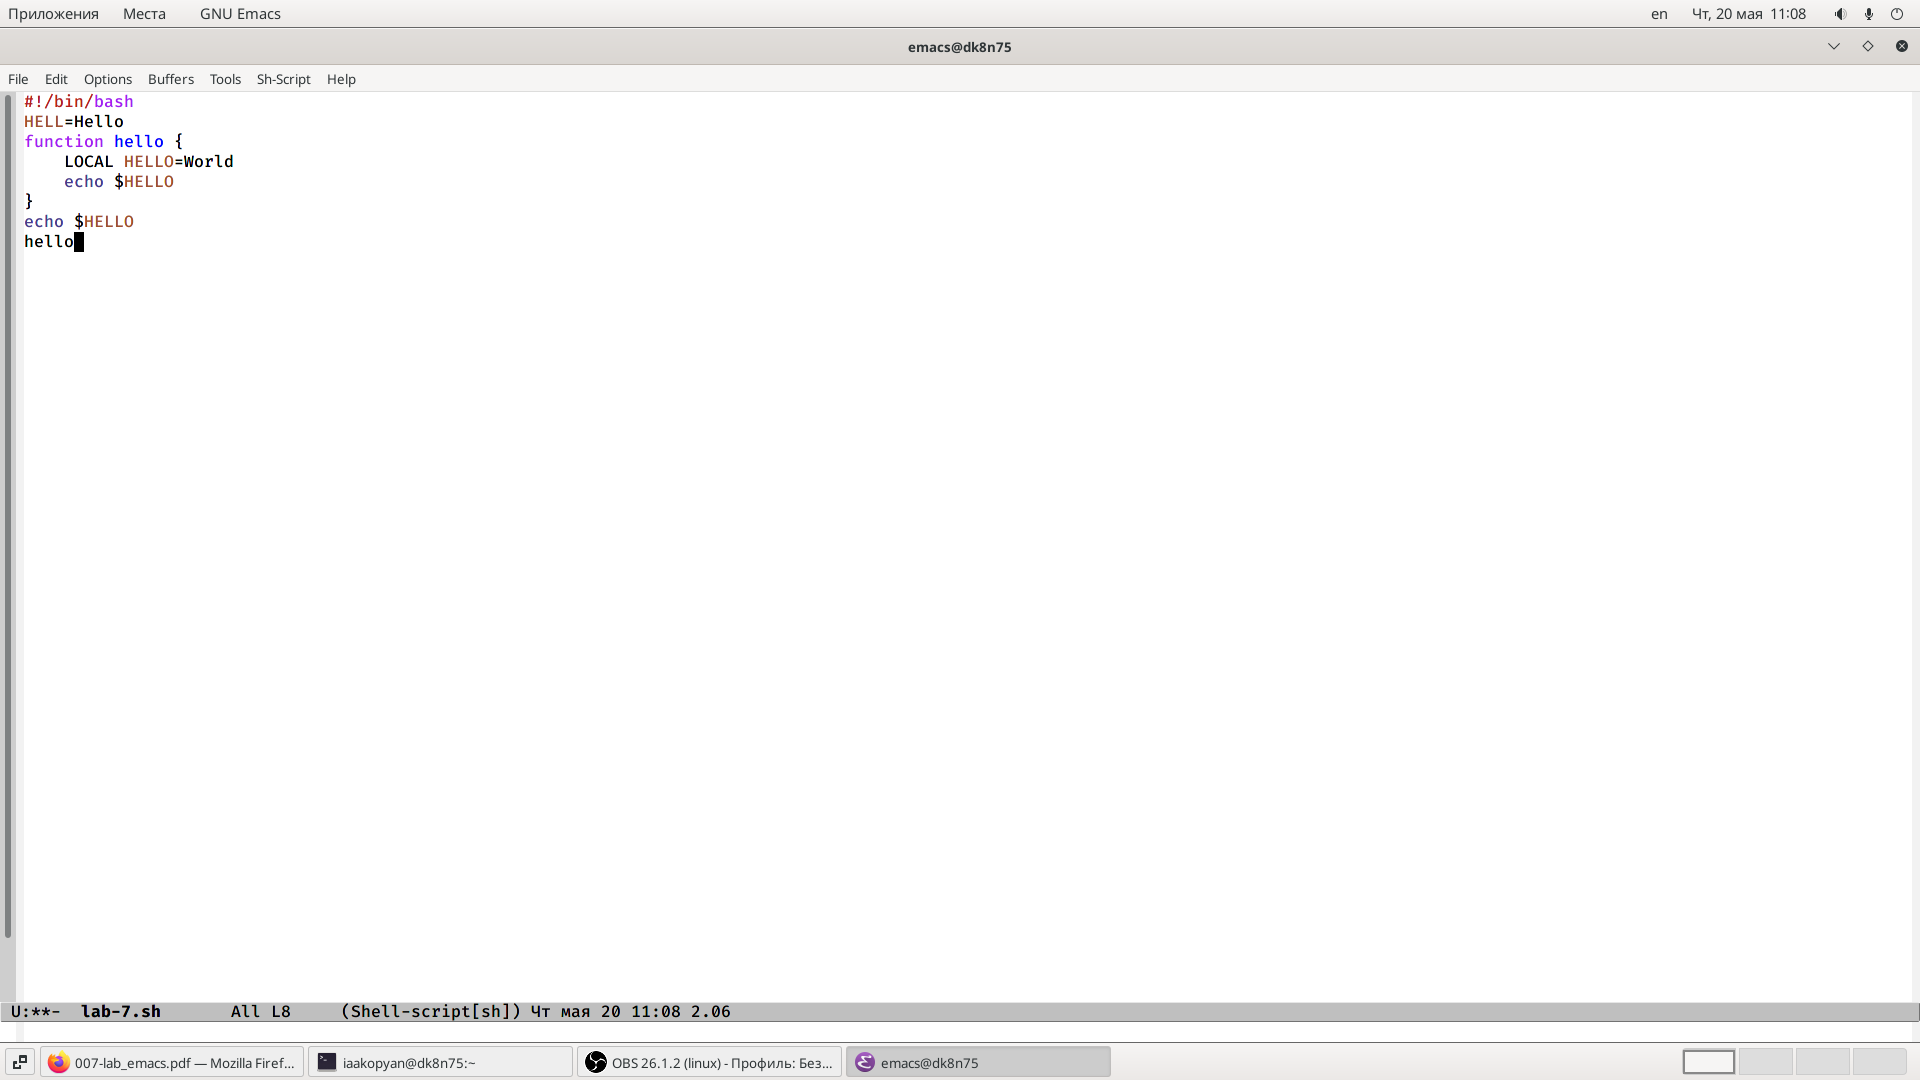 Приложения Места GNU Emacs en Чт, 20 мая 11:08
emacs@dk8n75
File Edit Options Buffers Tools Sh-Script Help
#!/bin/bash
HELL=Hello
function hello {
    LOCAL HELLO=World
    echo $HELLO
}
echo $HELLO
hello
U:**-  lab-7.sh       All L8     (Shell-script[sh]) Чт мая 20 11:08 2.06
007-lab_emacs.pdf — Mozilla Firef... iaakopyan@dk8n75:~ OBS 26.1.2 (linux) - Профиль: Без... emacs@dk8n75